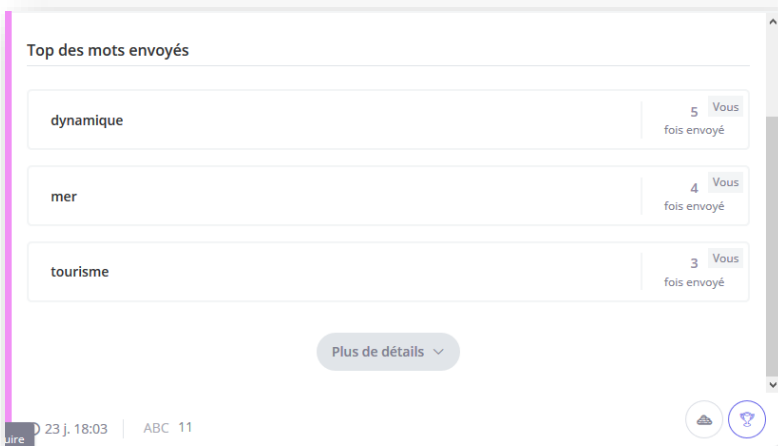 Top des mots envoyés
dynamique
5 Vous
fois envoyé
mer
4 Vous
fois envoyé
tourisme
3 Vous
fois envoyé
Plus de détails
uire
23 j. 18:03 ABC 11